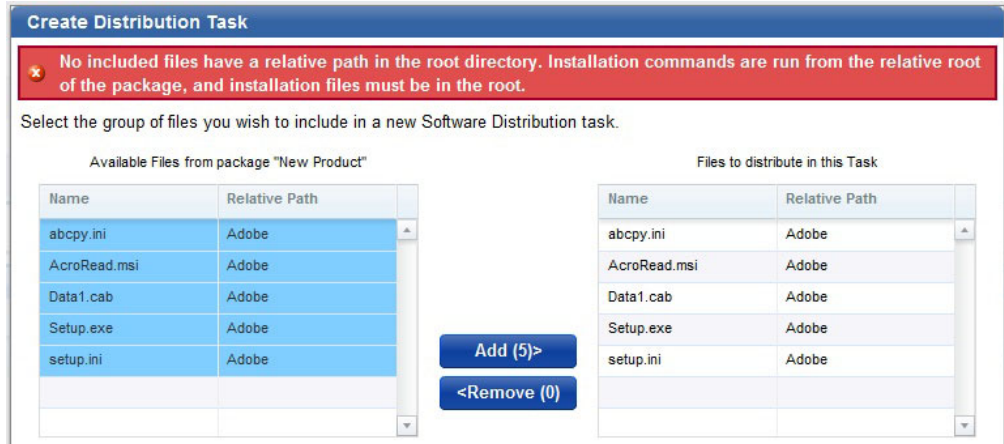 Create Distribution Task
No included files have a relative path in the root directory. Installation commands are run from the relative root
of the package, and installation files must be in the root.
Select the group of files you wish to include in a new Software Distribution task.
Available Files from package "New Product"
Name Relative Path
abcpy.ini Adobe
AcroRead.msi Adobe
Data1.cab Adobe
Setup.exe Adobe
setup.ini Adobe
Add (5)>
<Remove (0)
Files to distribute in this Task
Name Relative Path
abcpy.ini Adobe
AcroRead.msi Adobe
Data1.cab Adobe
Setup.exe Adobe
setup.ini Adobe